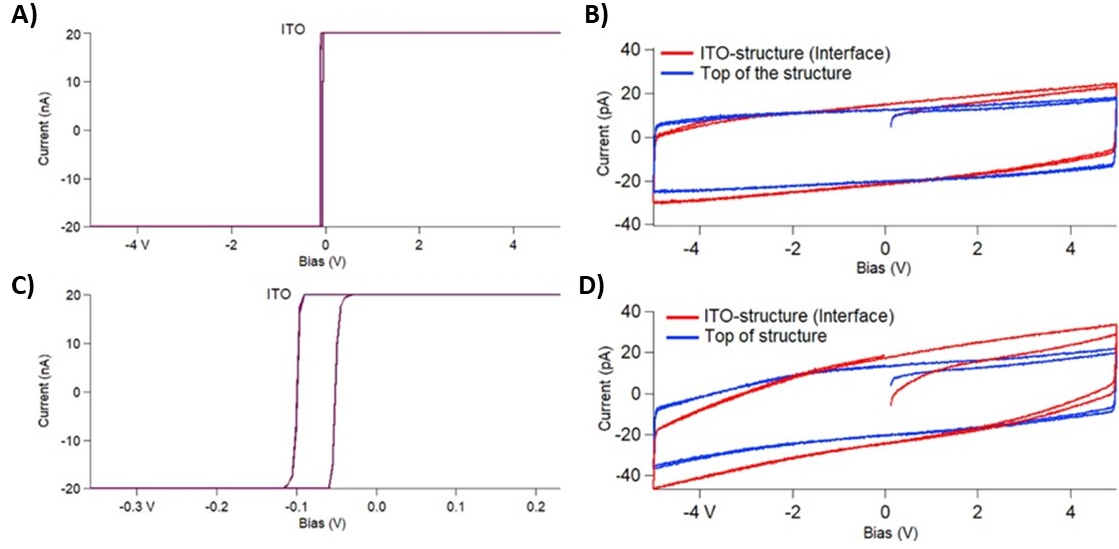 A)
ITO
20
10
0
-10
-20
Current (nA)
-4 V
-2
0
2
4
Bias (V)
B)
ITO-structure (Interface)
Top of the structure
40
20
0
-20
-40
Current (pA)
-4
-2
0
2
4
Bias (V)
C)
ITO
20
10
0
-10
-20
Current (nA)
-0.3 V
-0.2
-0.1
0.0
0.1
0.2
Bias (V)
D)
ITO-structure (Interface)
Top of structure
40
20
0
-20
-40
Current (pA)
-4 V
-2
0
2
4
Bias (V)